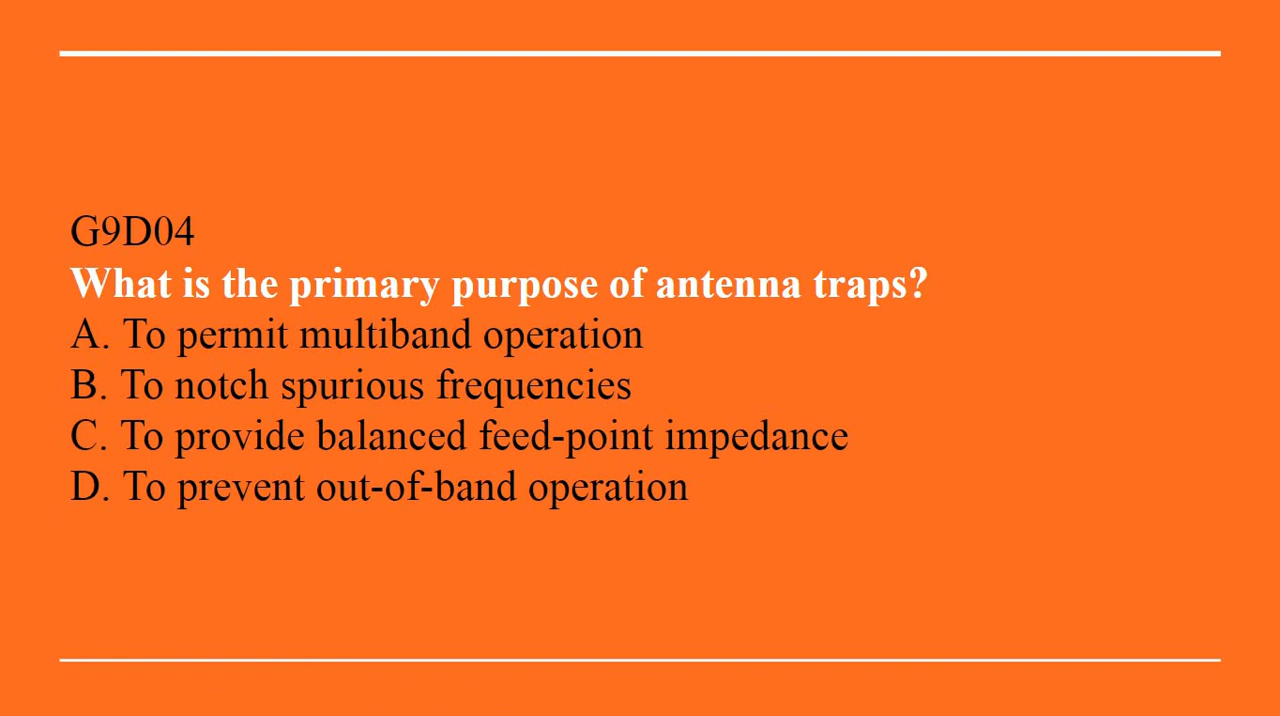 G9D04
What is the primary purpose of antenna traps?
A. To permit multiband operation
B. To notch spurious frequencies
C. To provide balanced feed-point impedance
D. To prevent out-of-band operation